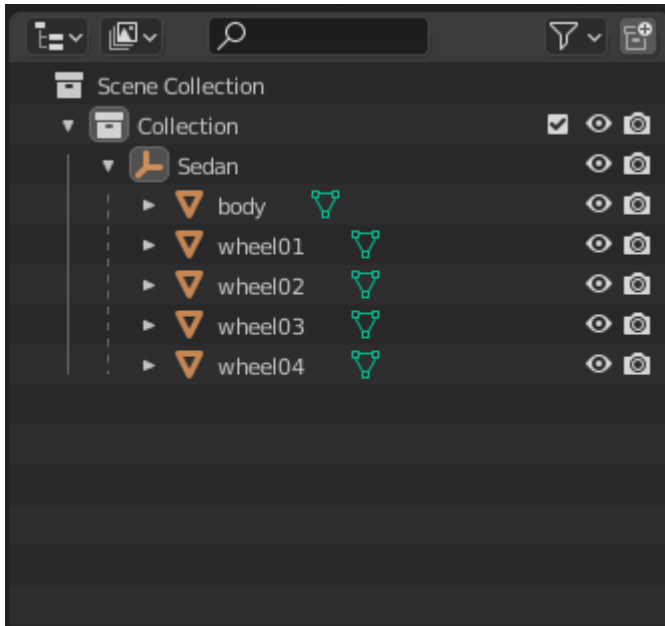 Scene Collection
Collection
Sedan
body
wheel01
wheel02
wheel03
wheel04